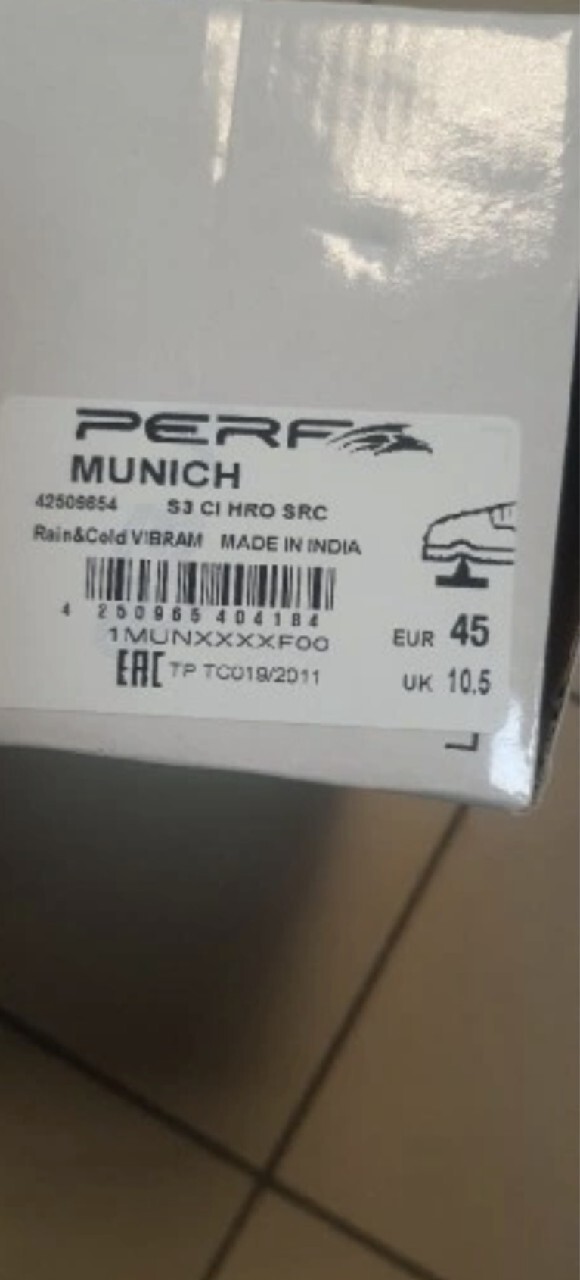 PERF
MUNICH
42509654 S3 CI HRO SRC
Rain&Cold VIBRAM MADE IN INDIA
4 250965 404184
1MUNXXXXF00
EUR 45
EAC TP TC019/2011
UK 10.5